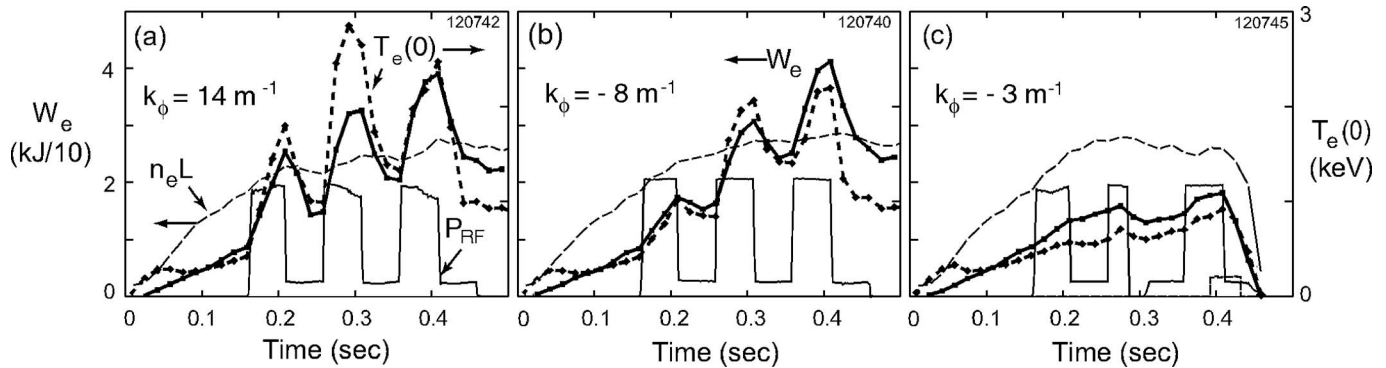 (a)
120742
T_e(0)
k_ϕ = 14 m⁻¹
n_eL
P_RF
(b)
120740
W_e
k_ϕ = - 8 m⁻¹
(c)
120745
k_ϕ = - 3 m⁻¹
W_e
(kJ/10)
4
2
0
3
T_e(0)
(keV)
0
0 0.1 0.2 0.3 0.4
0 0.1 0.2 0.3 0.4
0 0.1 0.2 0.3 0.4
Time (sec)
Time (sec)
Time (sec)